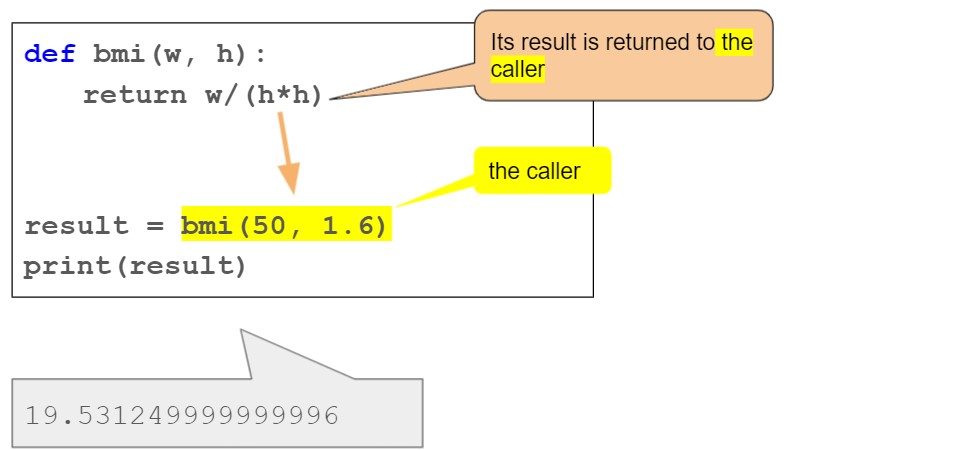 def bmi(w, h):
    return w/(h*h)
Its result is returned to the
caller
the caller
result = bmi(50, 1.6)
print(result)
19.531249999999996